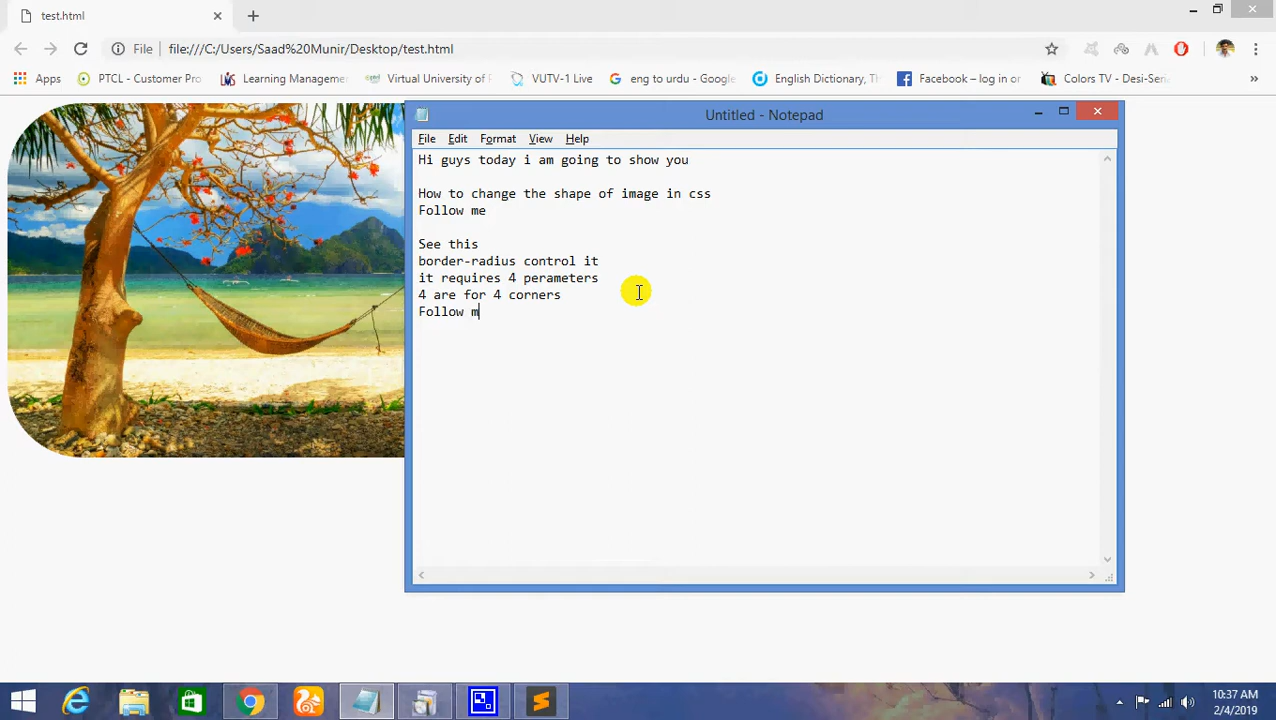 test.html
File
file:///C:/Users/Saad%20Munir/Desktop/test.html
Apps
PTCL - Customer Pro
Learning Manageme
Virtual University of P
VUTV-1 Live
eng to urdu - Google
English Dictionary, Th
Facebook – log in or
Colors TV - Desi-Seria
»
Untitled - Notepad
File Edit Format View Help
Hi guys today i am going to show you
How to change the shape of image in css
Follow me
See this
border-radius control it
it requires 4 perameters
4 are for 4 corners
Follow m
10:37 AM
2/4/2019